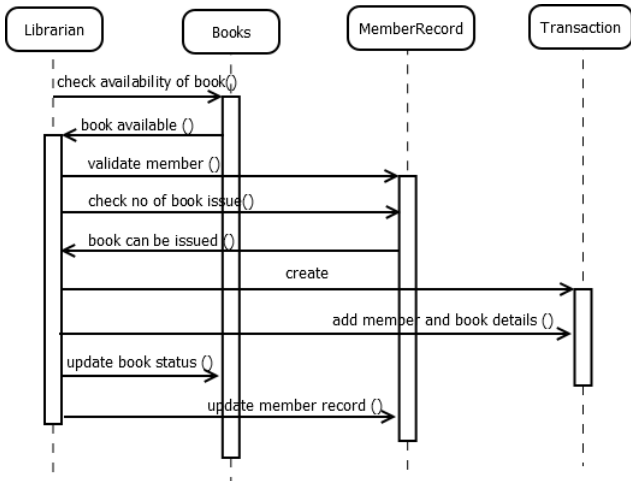 Librarian
Books
MemberRecord
Transaction
check availability of book()
book available ()
validate member ()
check no of book issue()
book can be issued ()
create
add member and book details ()
update book status ()
update member record ()